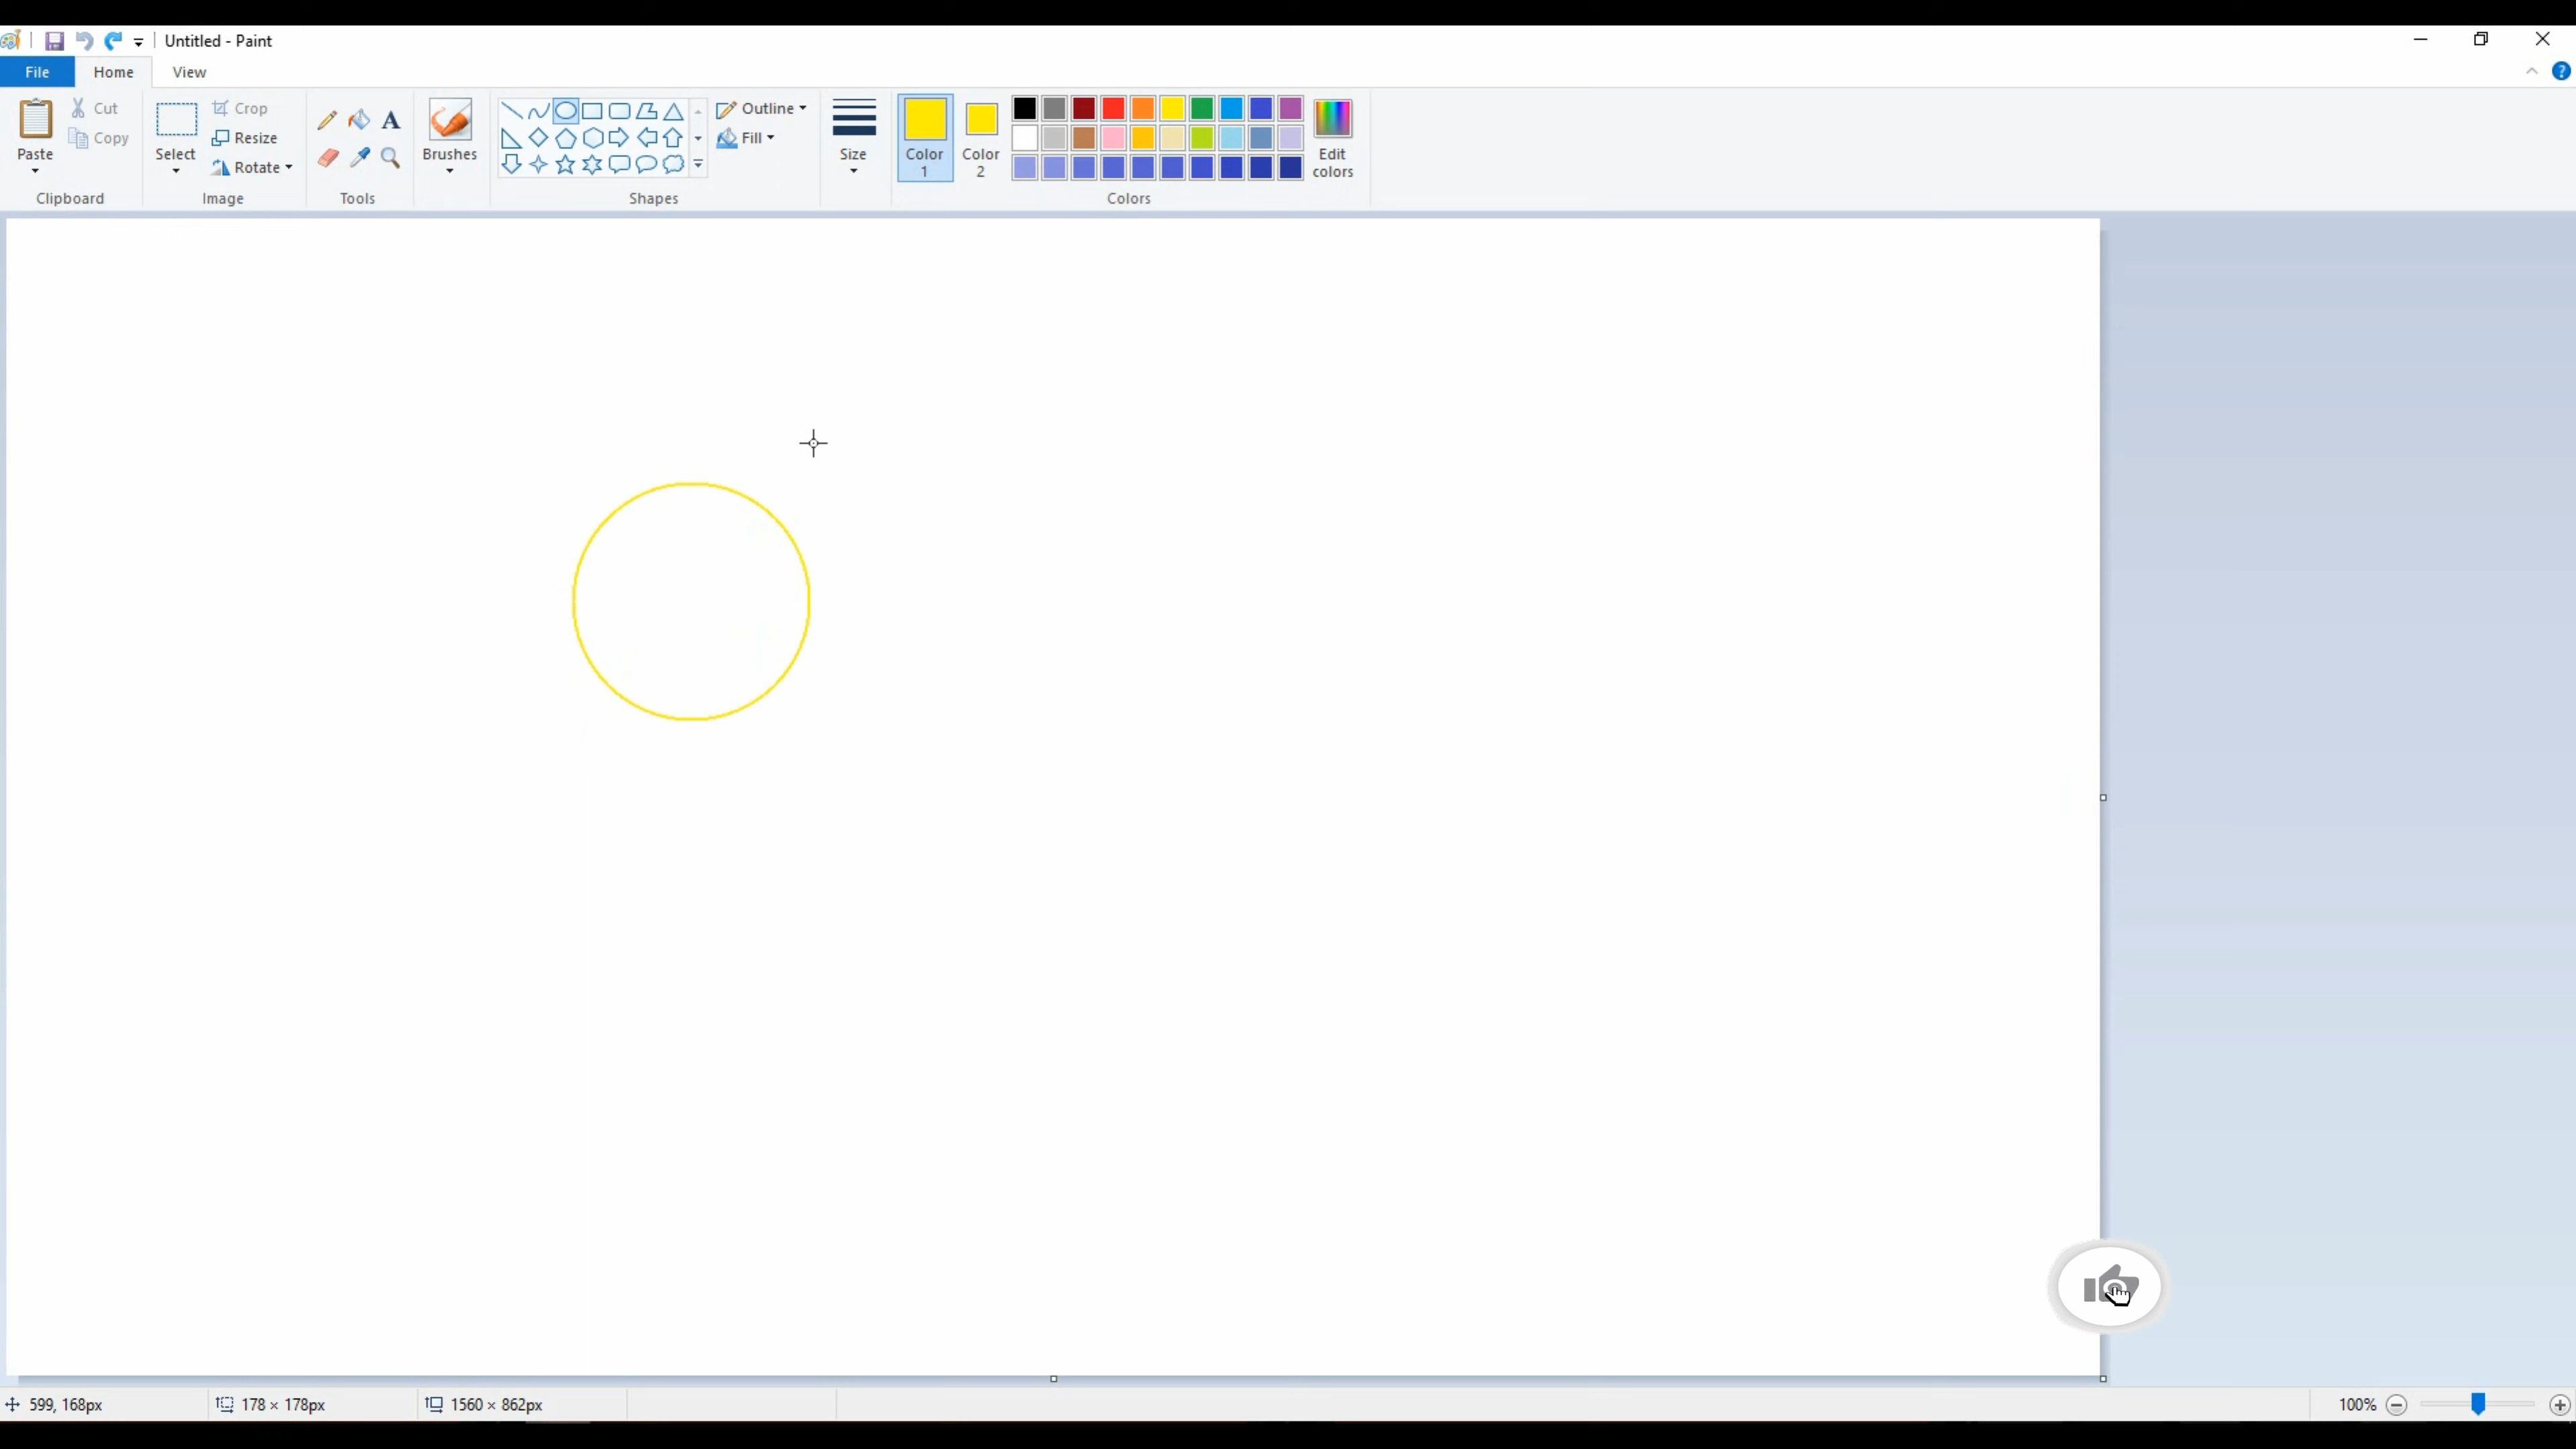 Untitled - Paint
File Home View
Paste
Cut
Copy
Clipboard
Select
Crop
Resize
Rotate
Image
A
Tools
Brushes
Outline
Fill
Shapes
Size
Color 1
Color 2
Edit colors
Colors
599, 168px 178 × 178px 1560 × 862px 100%